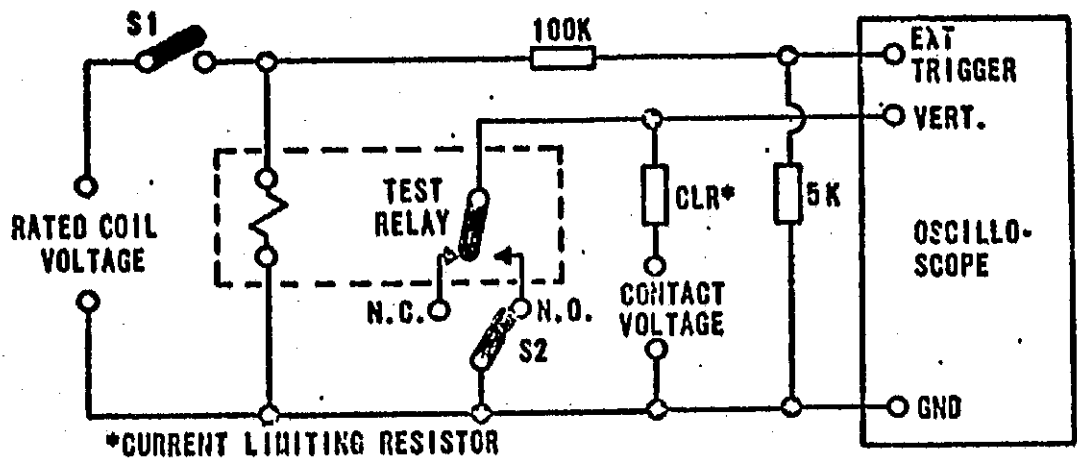 S1
100K
EXT
TRIGGER
VERT.
TEST
RELAY
CLR*
5K
RATED COIL
VOLTAGE
OSCILLO-
SCOPE
N.C.
N.O.
CONTACT
VOLTAGE
S2
GND
*CURRENT LIMITING RESISTOR